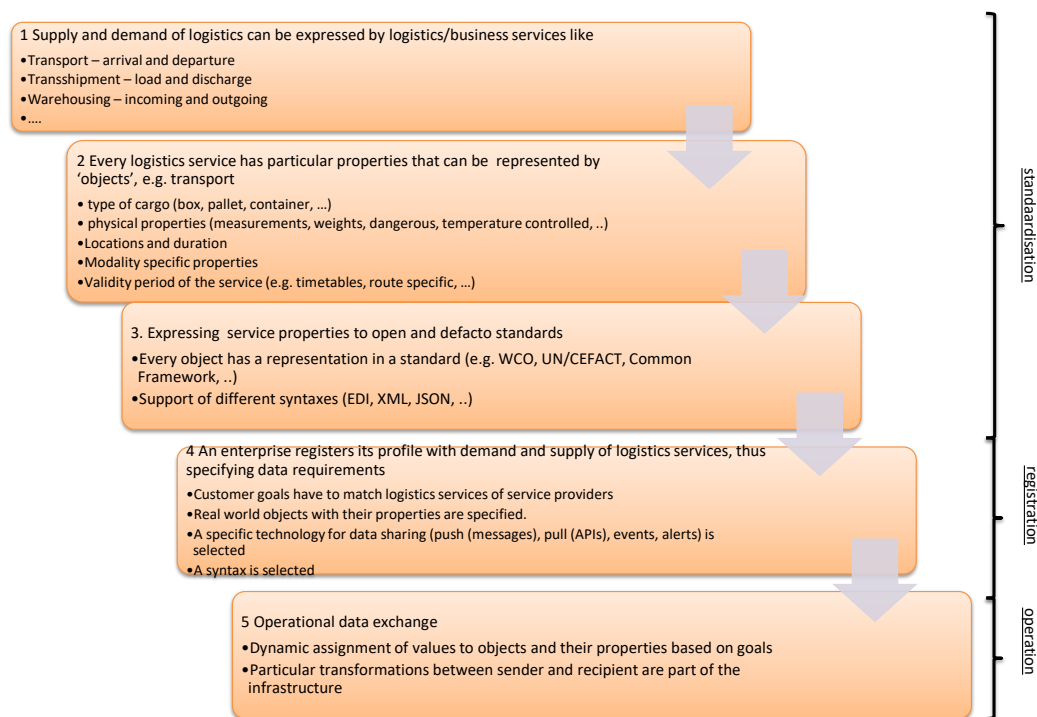 1 Supply and demand of logistics can be expressed by logistics/business services like
•Transport – arrival and departure
•Transshipment – load and discharge
•Warehousing – incoming and outgoing
•....
2 Every logistics service has particular properties that can be represented by
'objects', e.g. transport
• type of cargo (box, pallet, container, …)
• physical properties (measurements, weights, dangerous, temperature controlled, ..)
•Locations and duration
•Modality specific properties
•Validity period of the service (e.g. timetables, route specific, …)
3. Expressing service properties to open and defacto standards
•Every object has a representation in a standard (e.g. WCO, UN/CEFACT, Common
Framework, ..)
•Support of different syntaxes (EDI, XML, JSON, ..)
standaardisation
4 An enterprise registers its profile with demand and supply of logistics services, thus
specifying data requirements
•Customer goals have to match logistics services of service providers
•Real world objects with their properties are specified.
•A specific technology for data sharing (push (messages), pull (APIs), events, alerts) is
selected
•A syntax is selected
registration
5 Operational data exchange
•Dynamic assignment of values to objects and their properties based on goals
•Particular transformations between sender and recipient are part of the
infrastructure
operation